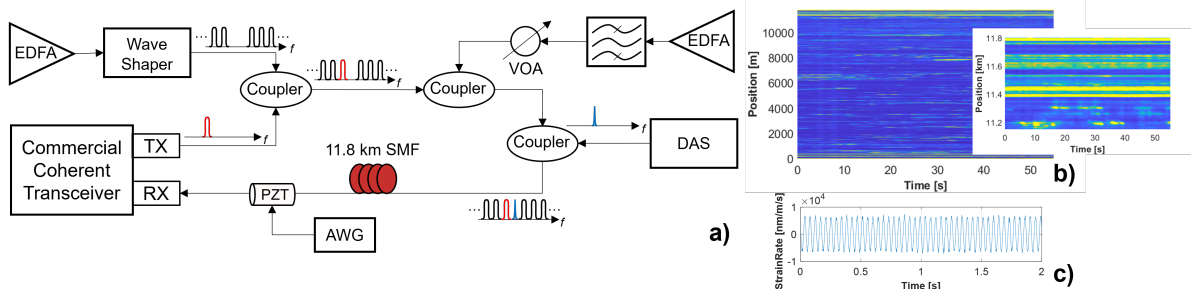 EDFA
Wave
Shaper
... ...
f
Coupler
... ...
f
Coupler
VOA
EDFA
Commercial
Coherent
Transceiver
TX
RX
f
Coupler
f
DAS
11.8 km SMF
PZT
AWG
... ...
f
a)
Position [m]
10000
8000
6000
4000
2000
0
0 10 20 30 40 50
Time [s]
Position [km]
11.8
11.6
11.4
11.2
0 10 20 30 40 50
Time [s]
b)
StrainRate [nm/m/s]
× 10⁴
1
0
-1
0 0.5 1 1.5 2
Time [s]
c)